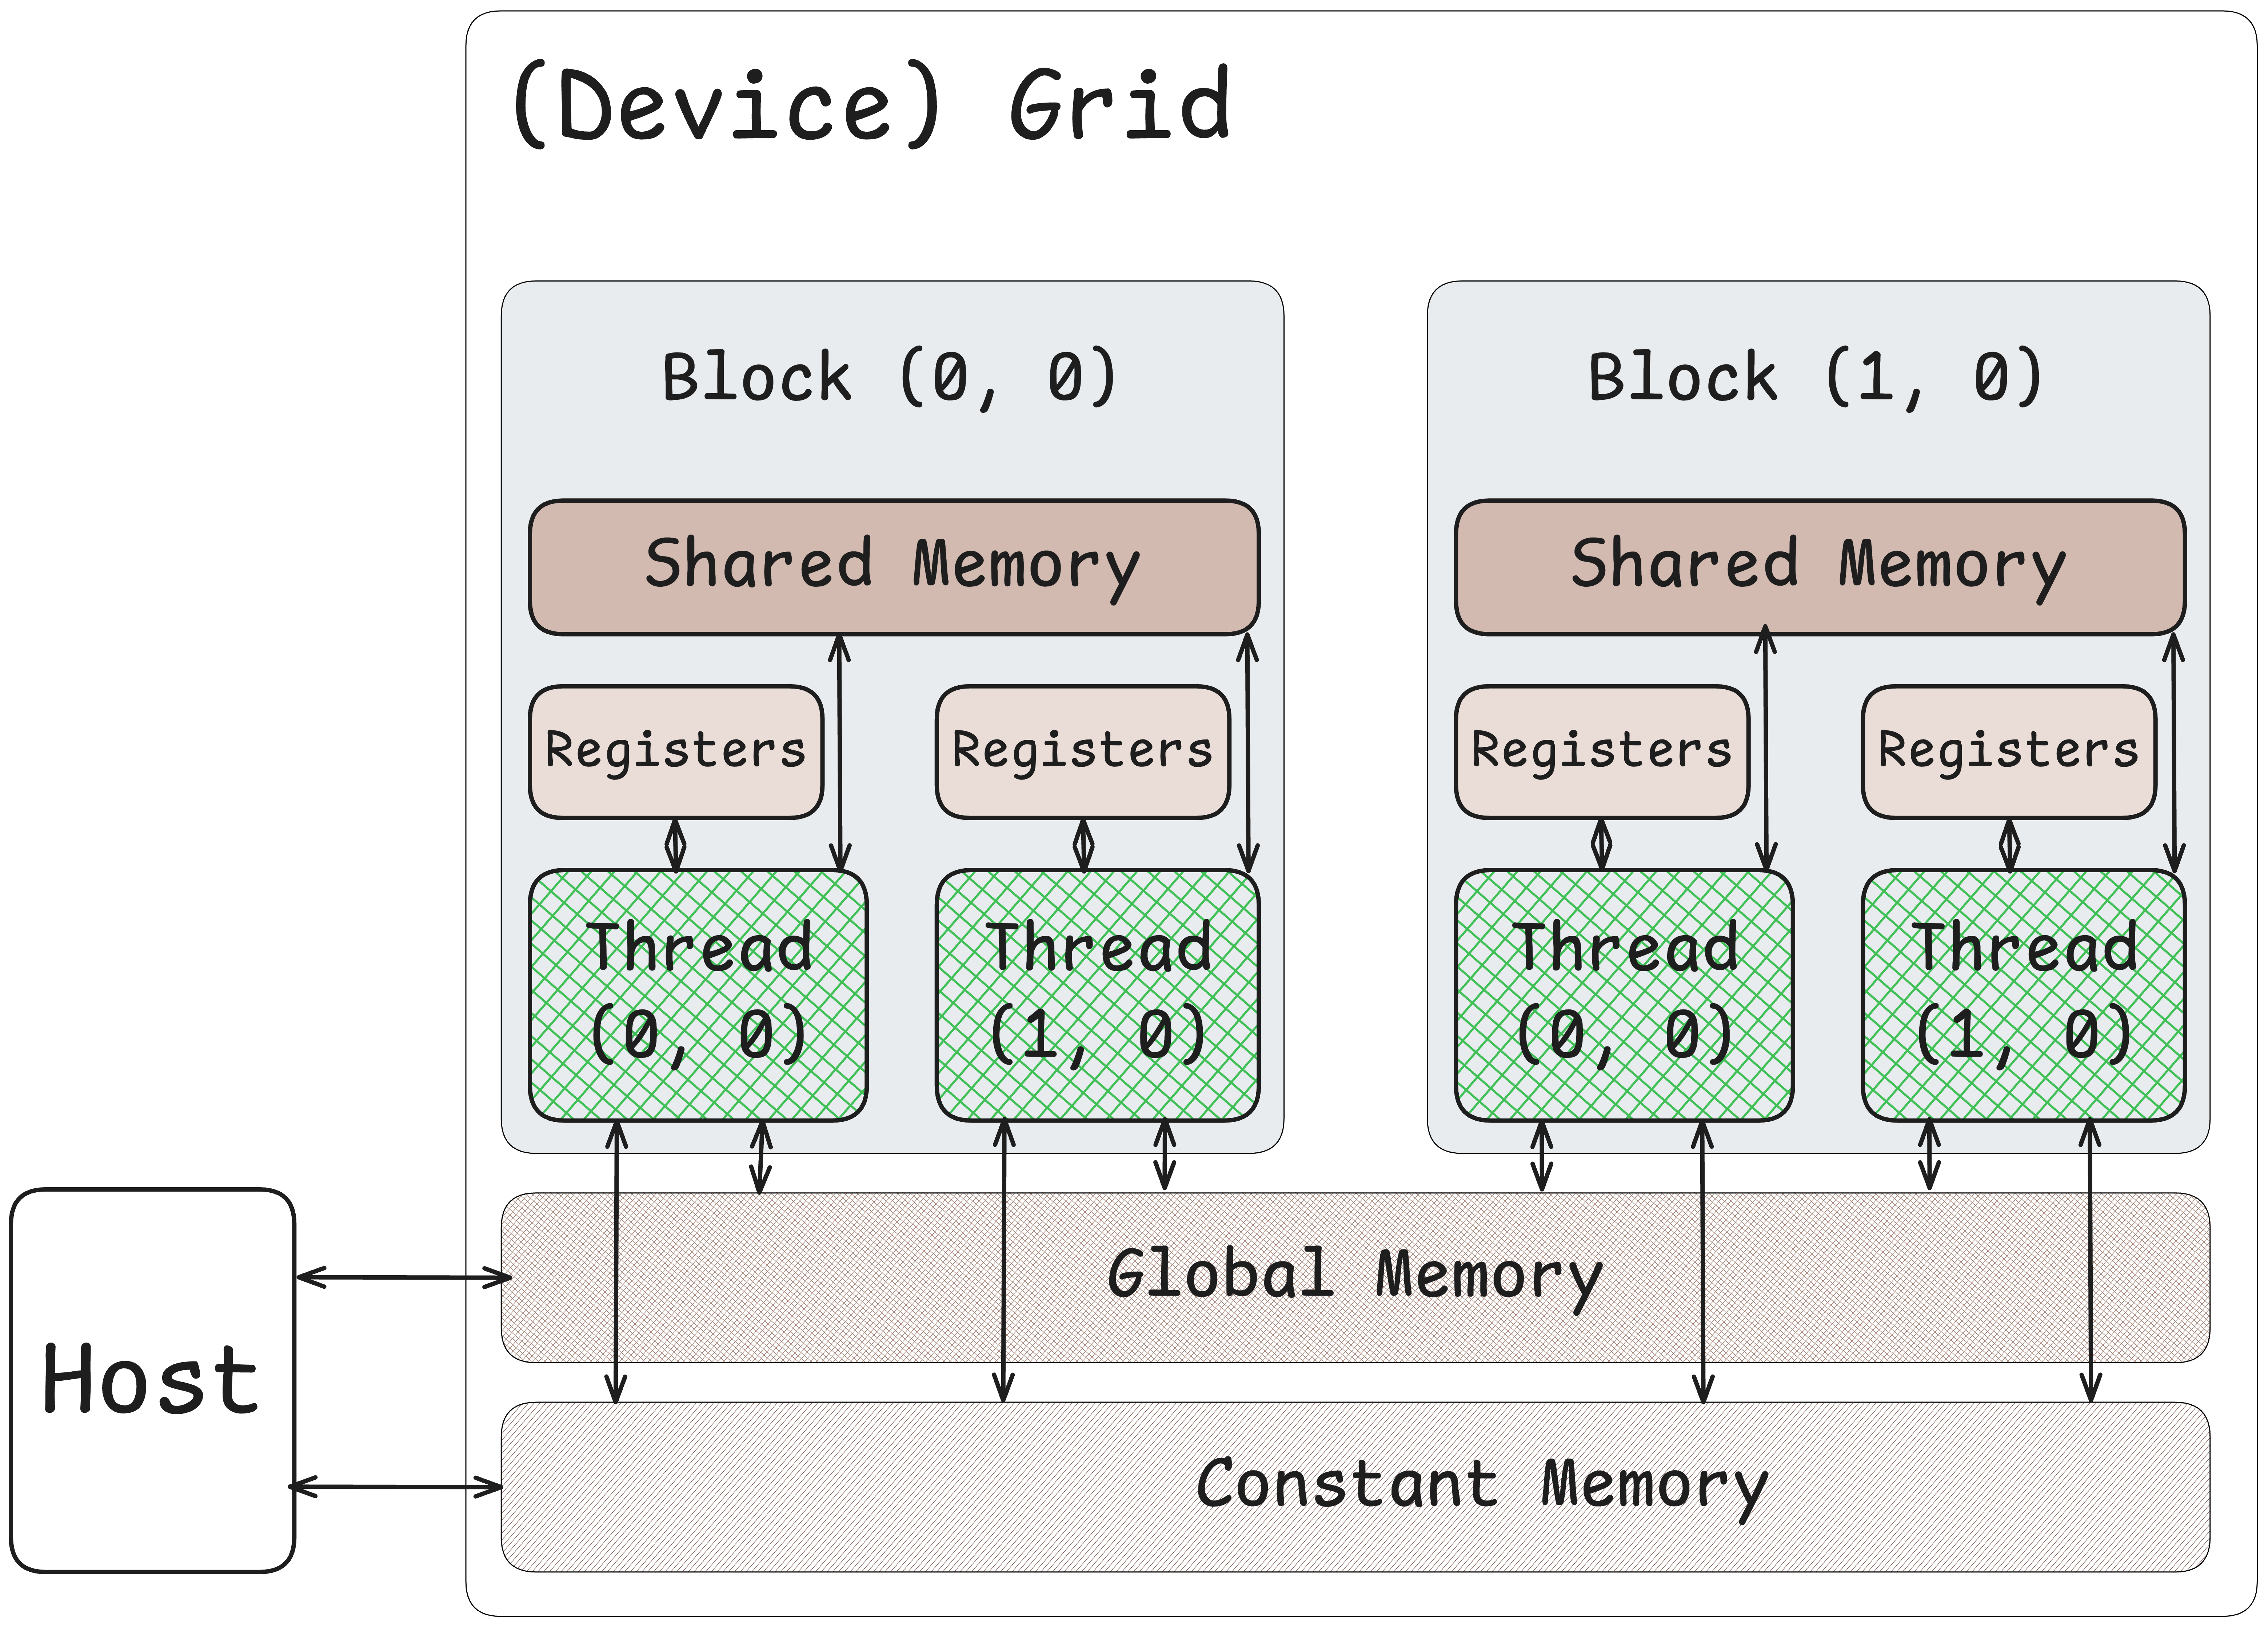 (Device) Grid
Block (0, 0)
Block (1, 0)
Shared Memory
Shared Memory
Registers
Registers
Registers
Registers
Thread
(0, 0)
Thread
(1, 0)
Thread
(0, 0)
Thread
(1, 0)
Global Memory
Host
Constant Memory